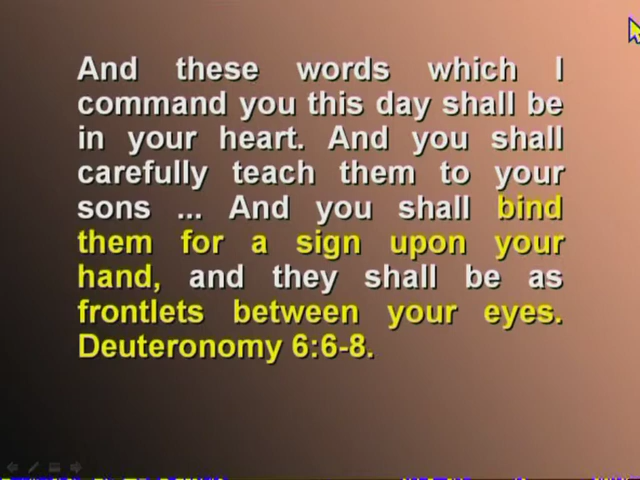 And these words which I
command you this day shall be
in your heart. And you shall
carefully teach them to your
sons ... And you shall bind
them for a sign upon your
hand, and they shall be as
frontlets between your eyes.
Deuteronomy 6:6-8.